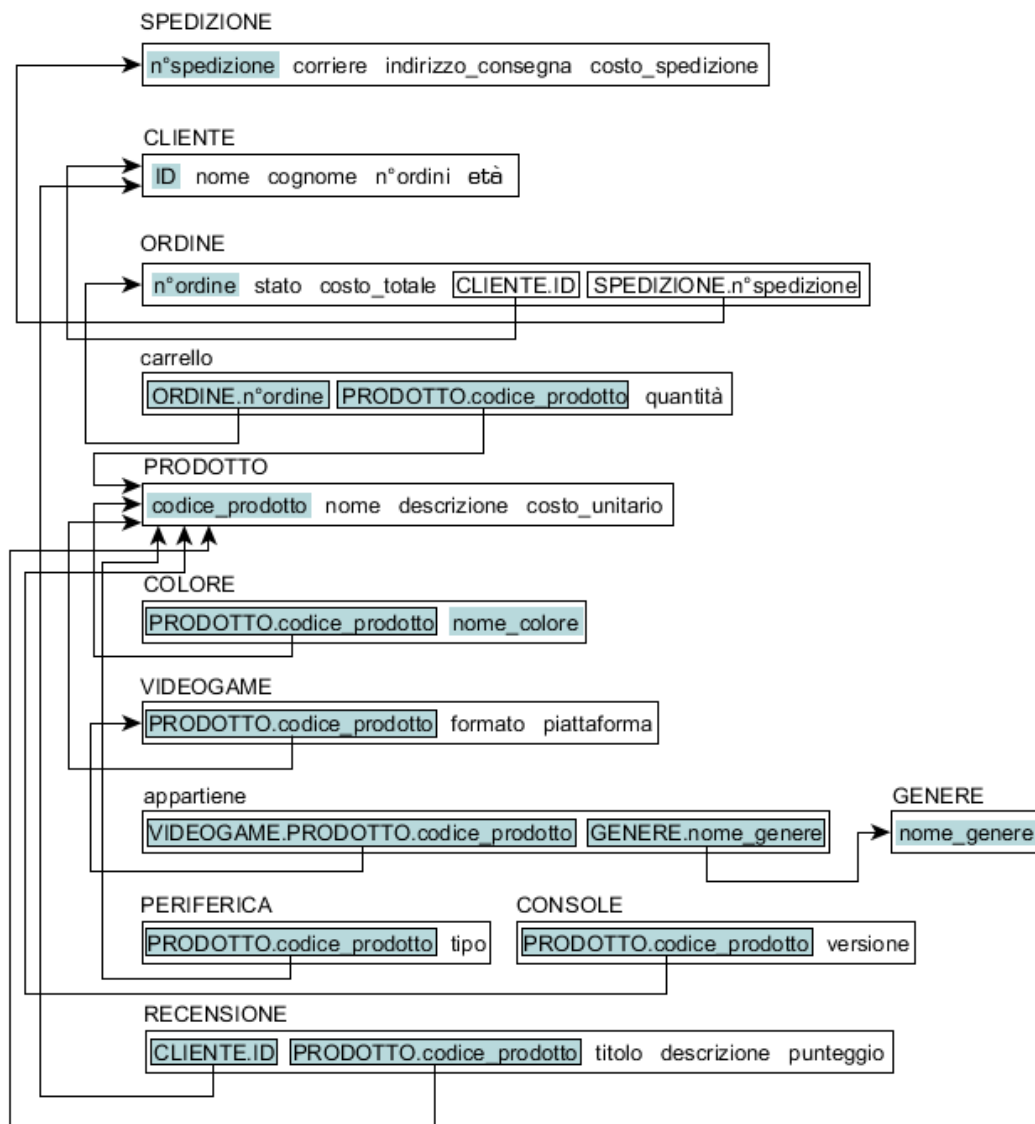 SPEDIZIONE
n°spedizione corriere indirizzo_consegna costo_spedizione
CLIENTE
ID nome cognome n°ordini età
ORDINE
n°ordine stato costo_totale CLIENTE.ID SPEDIZIONE.n°spedizione
carrello
ORDINE.n°ordine PRODOTTO.codice_prodotto quantità
PRODOTTO
codice_prodotto nome descrizione costo_unitario
COLORE
PRODOTTO.codice_prodotto nome_colore
VIDEOGAME
PRODOTTO.codice_prodotto formato piattaforma
appartiene GENERE
VIDEOGAME.PRODOTTO.codice_prodotto GENERE.nome_genere nome_genere
PERIFERICA CONSOLE
PRODOTTO.codice_prodotto tipo PRODOTTO.codice_prodotto versione
RECENSIONE
CLIENTE.ID PRODOTTO.codice_prodotto titolo descrizione punteggio